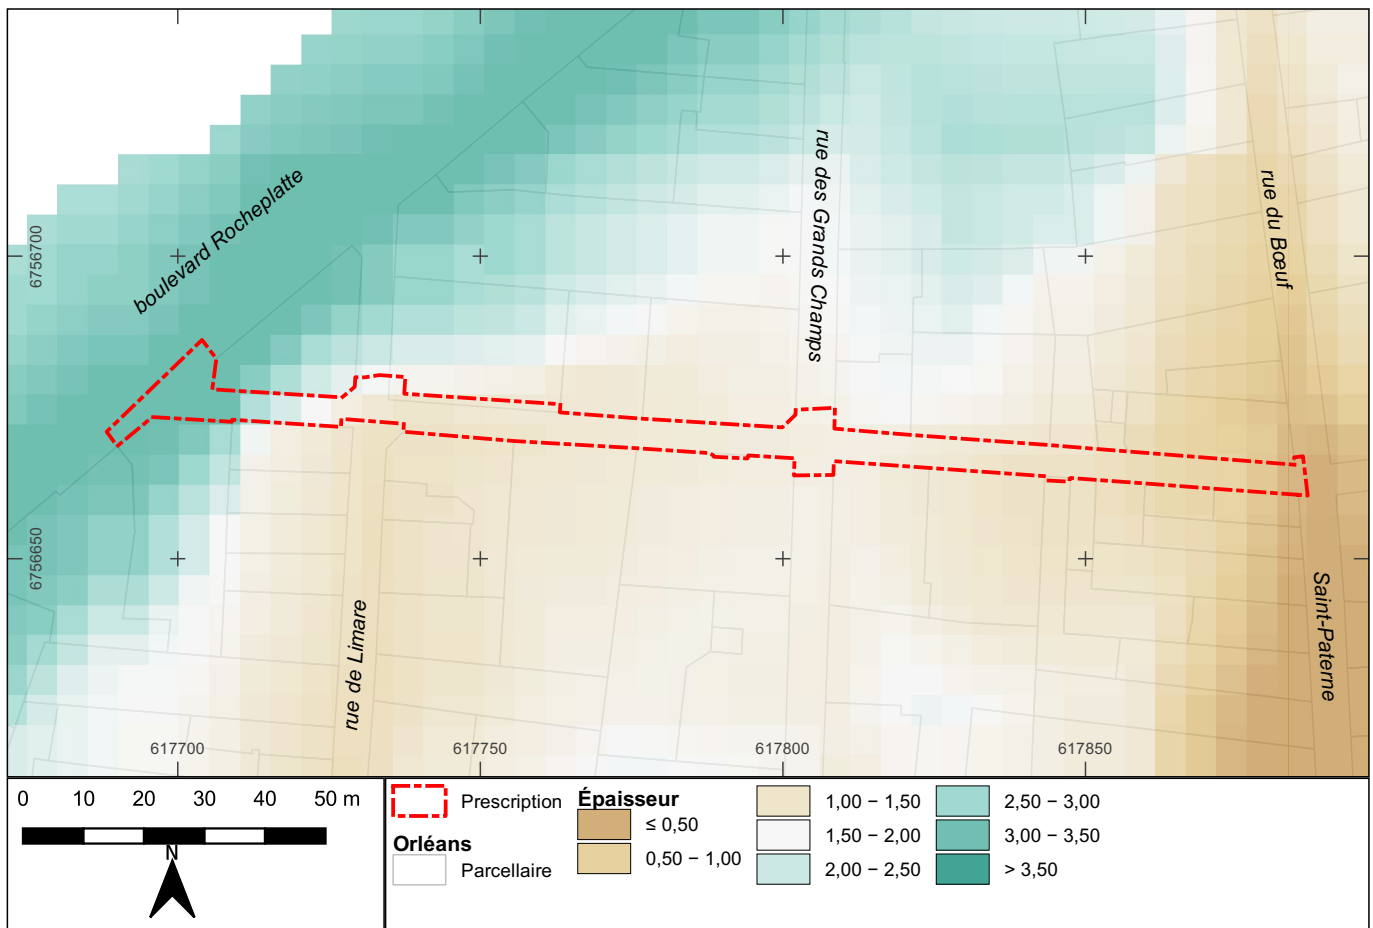 boulevard Rocheplatte
rue des Grands Champs
rue du Bœuf
6756700
6756650
rue de Limare
Saint-Paterne
617700
617750
617800
617850
0 10 20 30 40 50 m
N
Prescription
Orléans
Parcellaire
Épaisseur
≤ 0,50
0,50 − 1,00
1,00 − 1,50
1,50 − 2,00
2,00 − 2,50
2,50 − 3,00
3,00 − 3,50
> 3,50